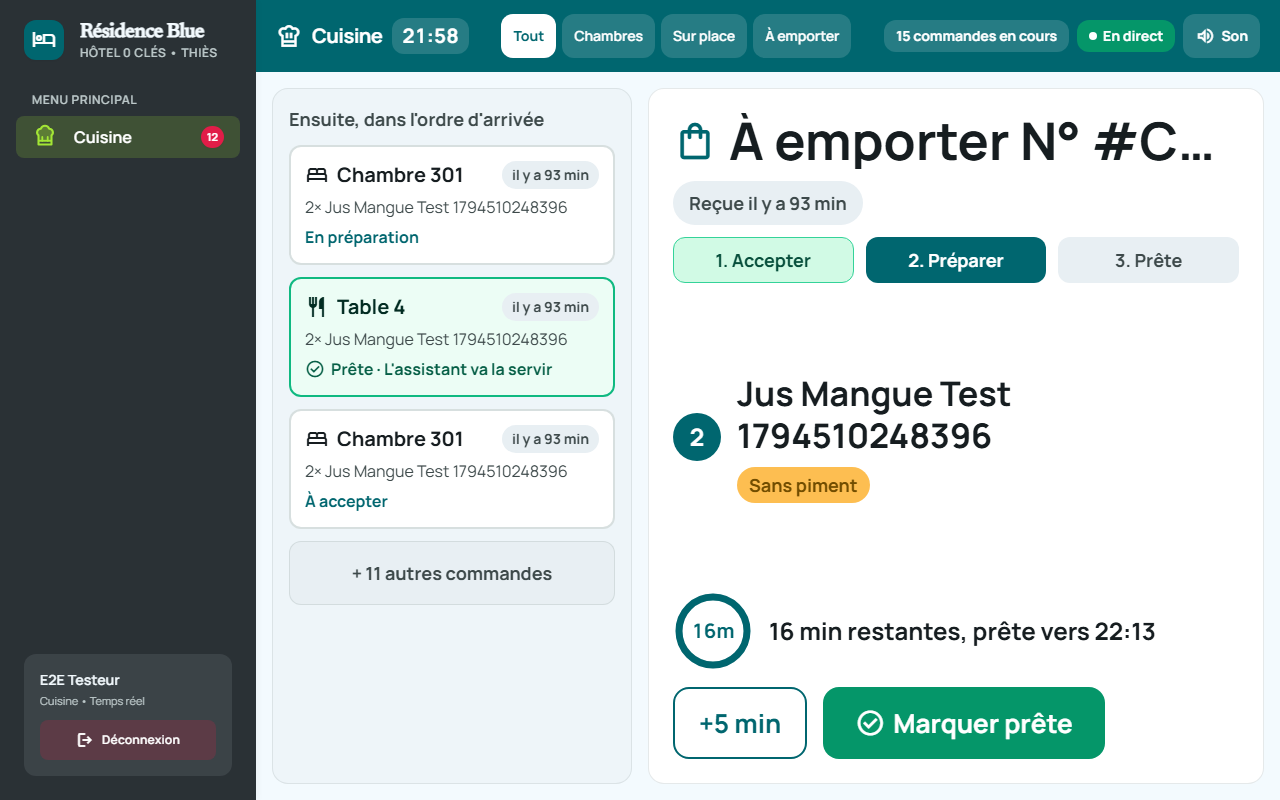 Résidence Blue
HÔTEL 0 CLÉS • THIÈS
MENU PRINCIPAL
Cuisine
12
E2E Testeur
Cuisine • Temps réel
Déconnexion
Cuisine
21:58
Tout
Chambres
Sur place
À emporter
15 commandes en cours
En direct
Son
Ensuite, dans l'ordre d'arrivée
Chambre 301
il y a 93 min
2× Jus Mangue Test 1794510248396
En préparation
Table 4
il y a 93 min
2× Jus Mangue Test 1794510248396
Prête · L'assistant va la servir
Chambre 301
il y a 93 min
2× Jus Mangue Test 1794510248396
À accepter
+ 11 autres commandes
À emporter N° #C...
Reçue il y a 93 min
1. Accepter
2. Préparer
3. Prête
2
Jus Mangue Test
1794510248396
Sans piment
16m
16 min restantes, prête vers 22:13
+5 min
Marquer prête